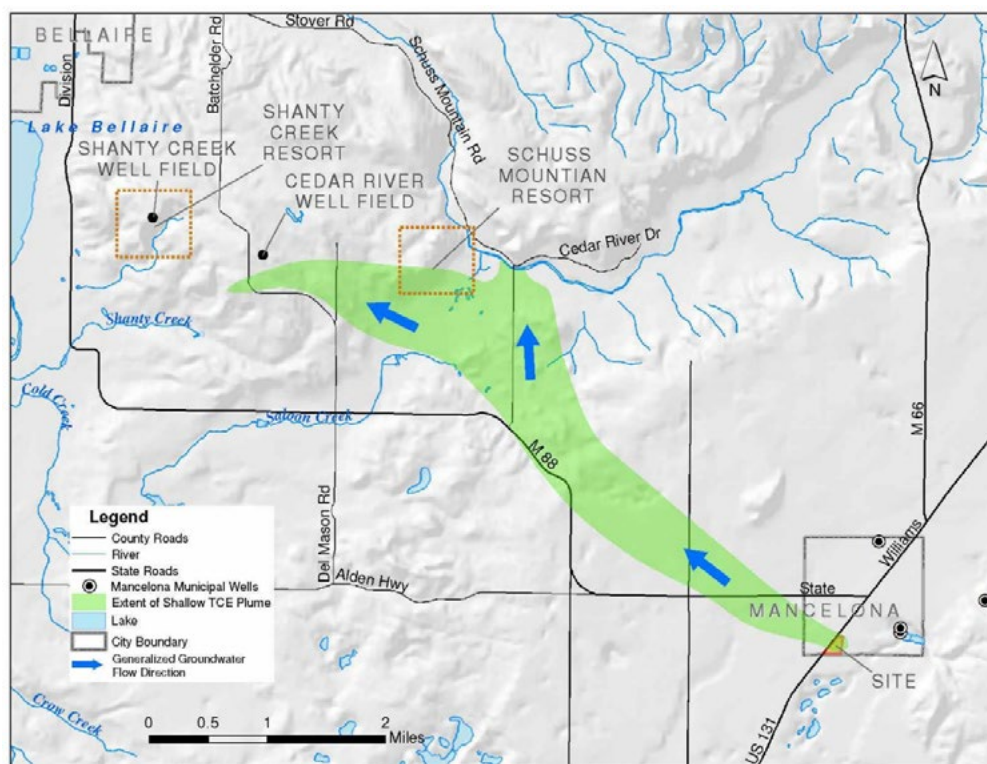 BELLAIRE
Stover Rd
Division
Batchelder Rd
Schuss Mountain Rd
N
Lake Bellaire
SHANTY CREEK WELL FIELD
SHANTY
CREEK
RESORT
CEDAR RIVER
WELL FIELD
SCHUSS
MOUNTIAN
RESORT
Cedar River Dr
Shanty Creek
Cold Creek
Saloon Creek
M 88
M 66
Del Mason Rd
Alden Hwy
Williams
State
MANCELONA
SITE
US 131
Craw Creek
Legend
County Roads
River
State Roads
Mancelona Municipal Wells
Extent of Shallow TCE Plume
Lake
City Boundary
Generalized Groundwater
Flow Direction
0 0.5 1 2
Miles